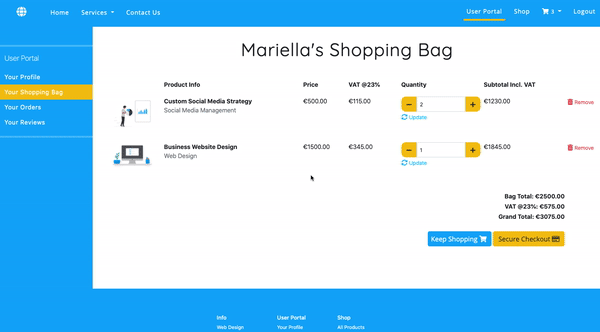 Home Services Contact Us User Portal Shop 3 Logout
User Portal
Your Profile
Your Shopping Bag
Your Orders
Your Reviews
Mariella's Shopping Bag
Product Info Price VAT @23% Quantity Subtotal Incl. VAT
Custom Social Media Strategy €500.00 €115.00 2 €1230.00 Remove
Social Media Management
Update
Business Website Design €1500.00 €345.00 1 €1845.00 Remove
Web Design
Update
Bag Total: €2500.00
VAT @23%: €575.00
Grand Total: €3075.00
Keep Shopping Secure Checkout
Info User Portal Shop
Web Design Your Profile All Products